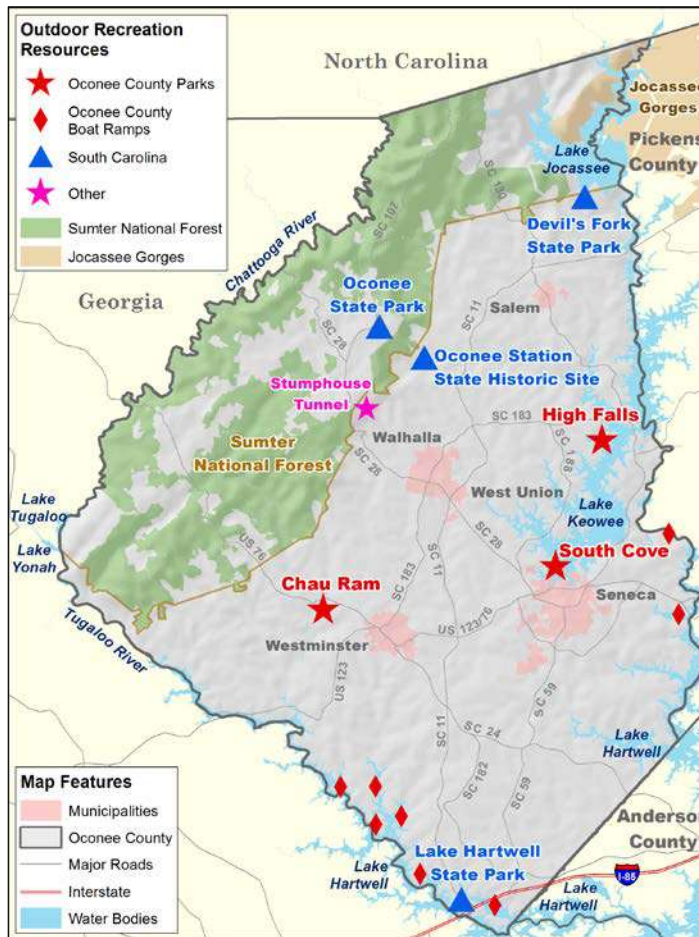 Outdoor Recreation
Resources
Oconee County Parks
Oconee County
Boat Ramps
South Carolina
Other
Sumter National Forest
Jocassee Gorges
North Carolina
Jocassee
Gorges
Pickens
County
Lake
Jocassee
SC 130
SC 107
Chattooga River
Devil's Fork
State Park
Georgia
Oconee
State Park
SC 11
Salem
SC 28
Oconee Station
State Historic Site
Stumphouse
Tunnel
SC 183
High Falls
Walhalla
Sumter
National Forest
SC 28
SC 188
West Union
Lake
Tugaloo
Lake
Keowee
Lake
Yonah
US 76
SC 28
South Cove
SC 11
SC 183
Chau Ram
Seneca
Tugaloo River
US 123/76
Westminster
US 123
SC 59
SC 11
SC 24
Lake
Hartwell
SC 182
SC 59
Map Features
Municipalities
Oconee County
Major Roads
Interstate
Water Bodies
Anderson
County
Lake Hartwell
State Park
Lake
Hartwell
I-85
Lake
Hartwell